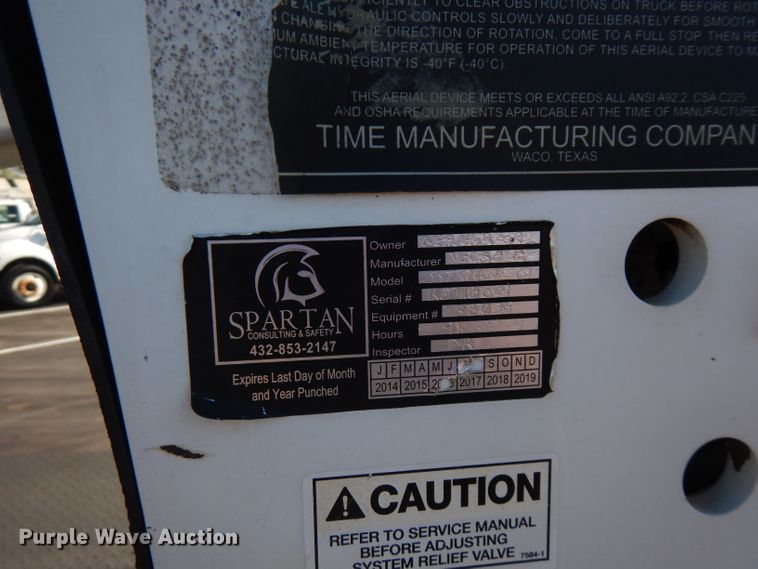 CLEAR OBSTRUCTIONS ON TRUCK BEFORE ROT
ATE ALL HYDRAULIC CONTROLS SLOWLY AND DELIBERATELY FOR SMOOTH
N CHANGING THE DIRECTION OF ROTATION, COME TO A FULL STOP, THEN RE
MUM AMBIENT TEMPERATURE FOR OPERATION OF THIS AERIAL DEVICE TO MA
CTURAL INTEGRITY IS -40°F (-40°C).
THIS AERIAL DEVICE MEETS OR EXCEEDS ALL ANSI A92.2, CSA C225
AND OSHA REQUIREMENTS APPLICABLE AT THE TIME OF MANUFACTURE
TIME MANUFACTURING COMPAN
WACO, TEXAS
SPARTAN
CONSULTING & SAFETY
432-853-2147
Expires Last Day of Month
and Year Punched
Owner
Manufacturer
Model
Serial #
Equipment #
Hours
Inspector
J F M A M J S O N D
2014 2015 2017 2018 2019
CAUTION
REFER TO SERVICE MANUAL
BEFORE ADJUSTING
SYSTEM RELIEF VALVE 7584-1
Purple Wave Auction